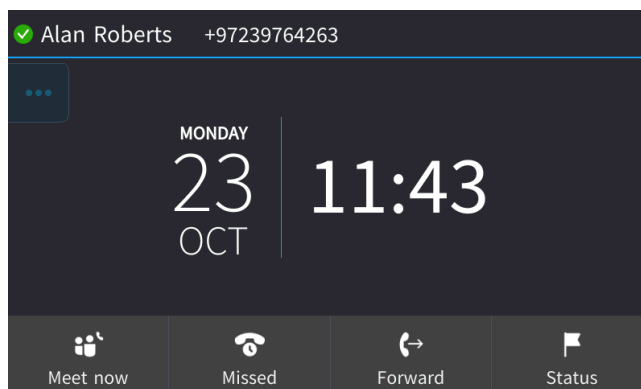 Alan Roberts +97239764263
MONDAY
23
OCT
11:43
Meet now Missed Forward Status